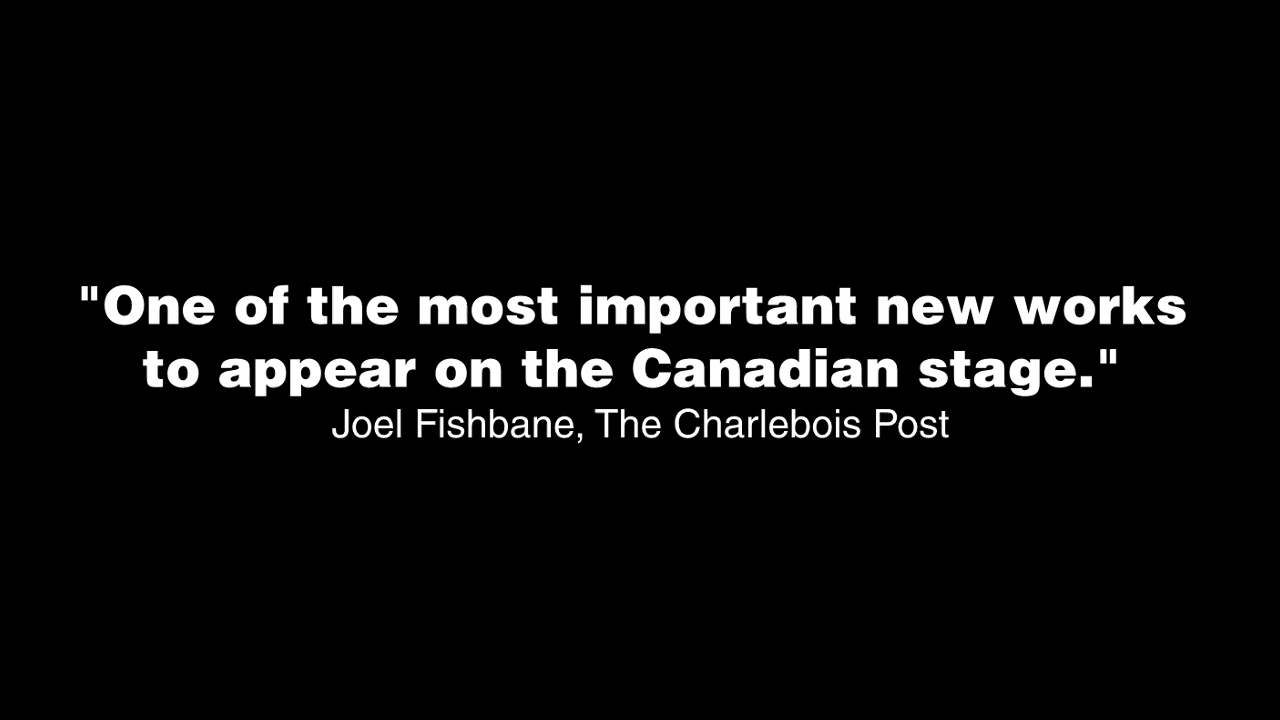 "One of the most important new works
to appear on the Canadian stage."
Joel Fishbane, The Charlebois Post